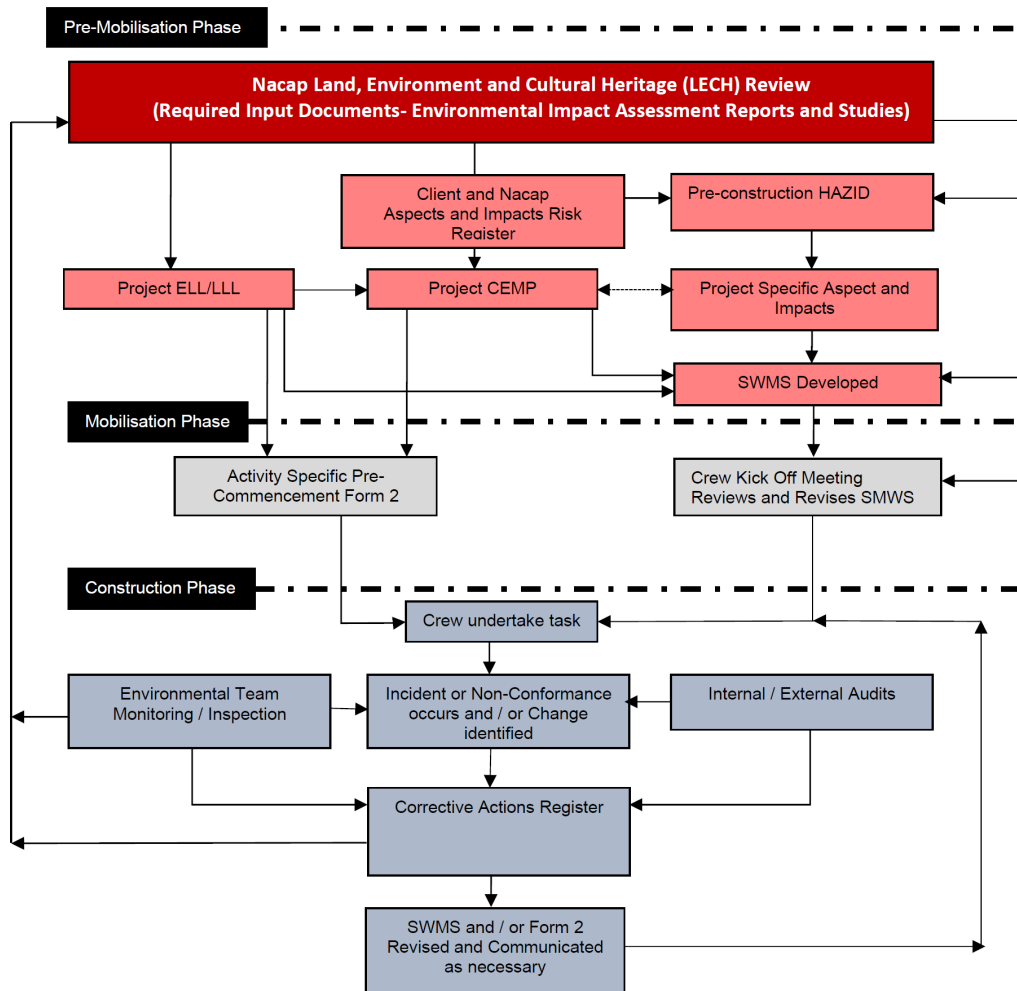 Pre-Mobilisation Phase
Nacap Land, Environment and Cultural Heritage (LECH) Review
(Required Input Documents- Environmental Impact Assessment Reports and Studies)
Client and Nacap
Aspects and Impacts Risk
Register
Pre-construction HAZID
Project ELL/LLL
Project CEMP
Project Specific Aspect and
Impacts
SWMS Developed
Mobilisation Phase
Activity Specific Pre-
Commencement Form 2
Crew Kick Off Meeting
Reviews and Revises SMWS
Construction Phase
Crew undertake task
Environmental Team
Monitoring / Inspection
Incident or Non-Conformance
occurs and / or Change
identified
Internal / External Audits
Corrective Actions Register
SWMS and / or Form 2
Revised and Communicated
as necessary